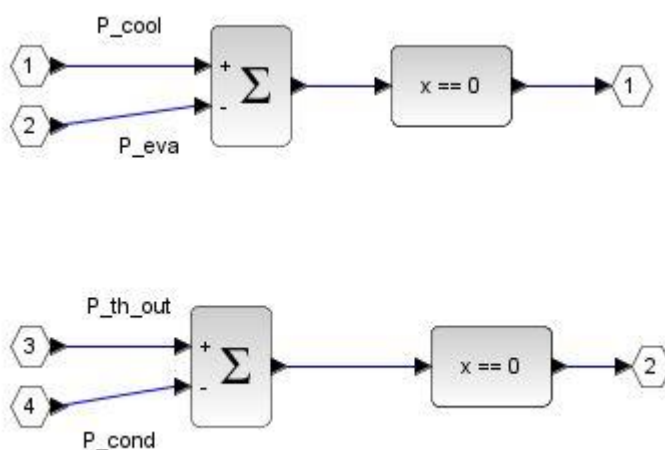 P_cool
1
+
Σ
x == 0
1
2
-
P_eva
P_th_out
3
+
Σ
x == 0
2
4
-
P_cond